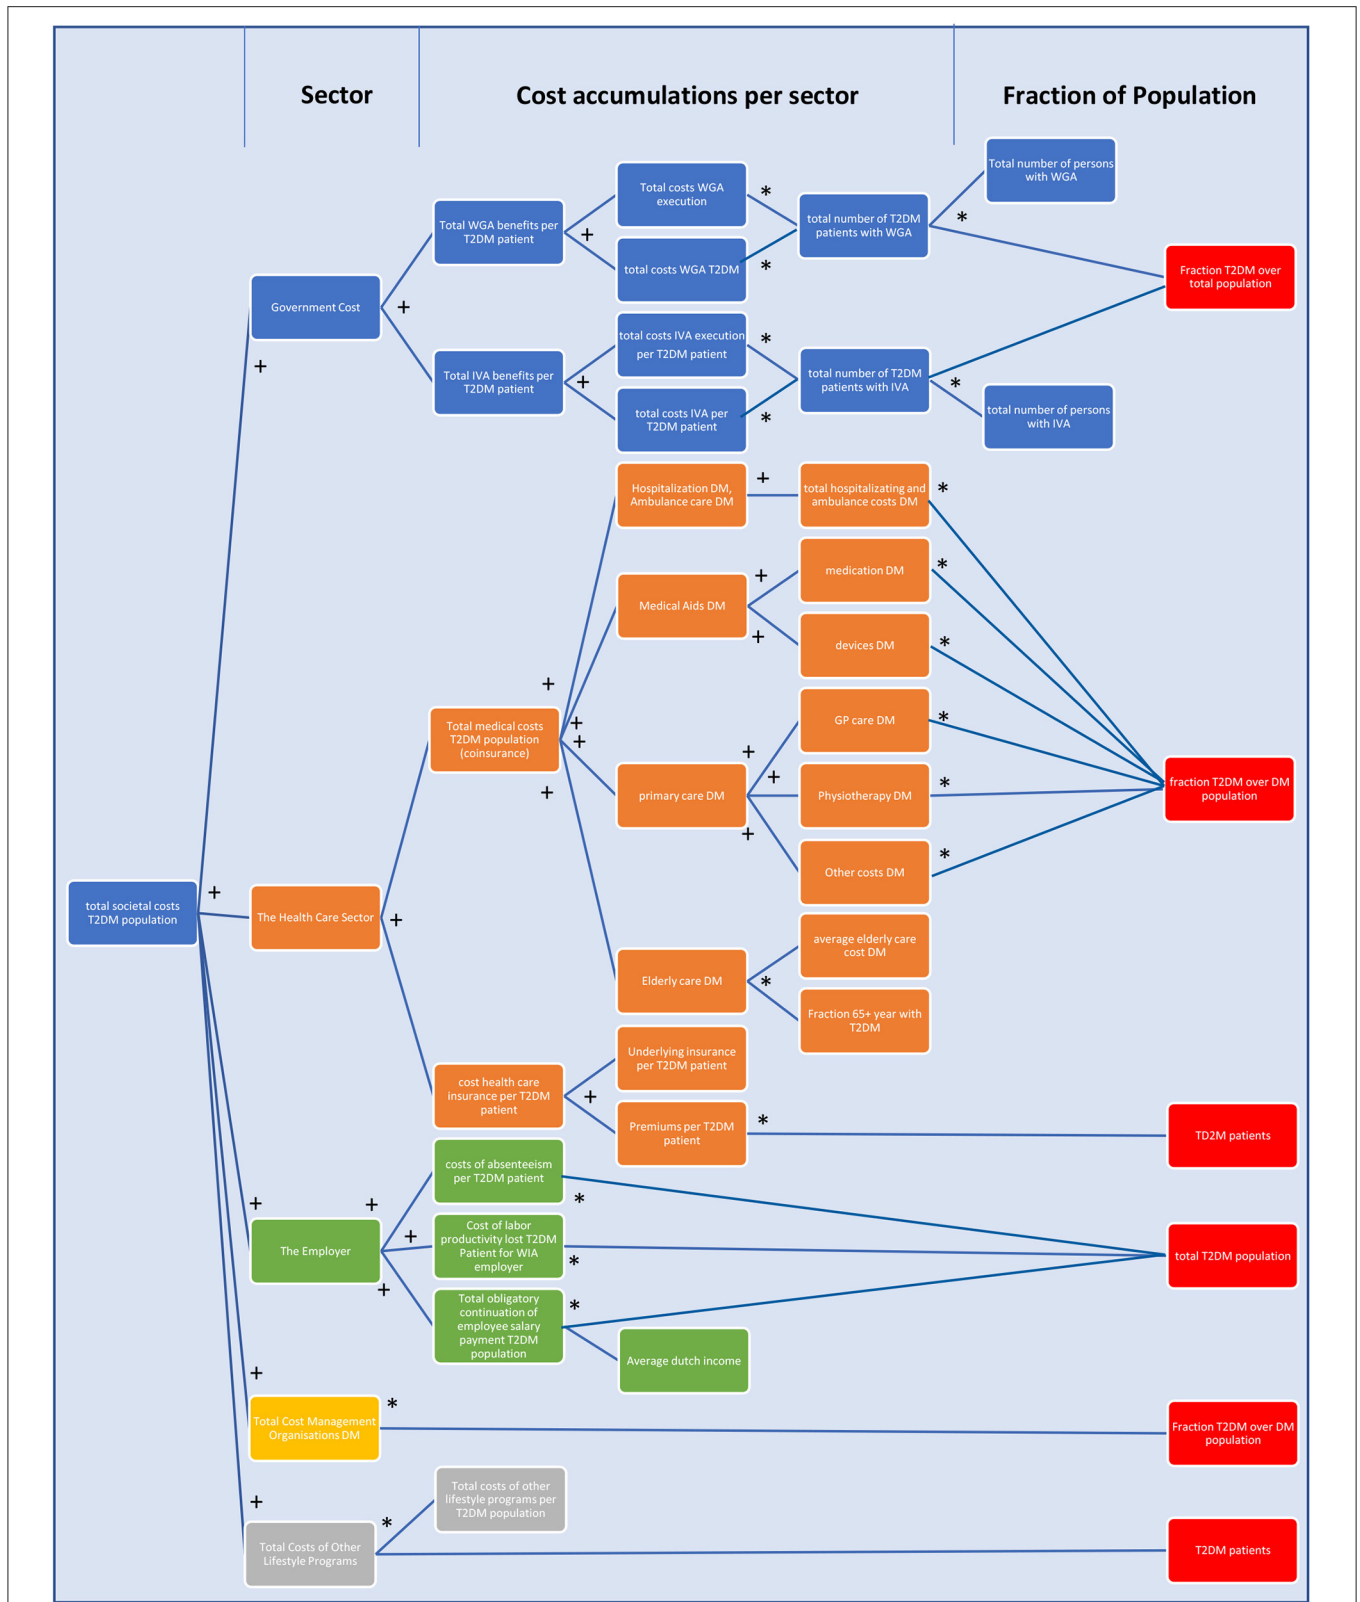 Sector
Cost accumulations per sector
Fraction of Population
Total number of persons
with WGA
Total costs WGA
execution
*
Total WGA benefits per
T2DM patient
+
total number of T2DM
patients with WGA
*
total costs WGA T2DM
*
Fraction T2DM over
total population
Government Cost
+
+
total costs IVA execution
per T2DM patient
*
Total IVA benefits per
T2DM patient
+
total number of T2DM
patients with IVA
*
total costs IVA per
T2DM patient
*
total number of persons
with IVA
Hospitalization DM,
Ambulance care DM
+
total hospitalizating and
ambulance costs DM
*
Medical Aids DM
+
+
medication DM
*
devices DM
*
Total medical costs
T2DM population
(coinsurance)
+
+
+
+
GP care DM
*
primary care DM
+
+
+
Physiotherapy DM
*
fraction T2DM over DM
population
Other costs DM
*
total societal costs
T2DM population
+
The Health Care Sector
+
average elderly care
cost DM
Elderly care DM
*
Fraction 65+ year with
T2DM
Underlying insurance
per T2DM patient
cost health care
insurance per T2DM
patient
+
Premiums per T2DM
patient
*
TD2M patients
costs of absenteeism
per T2DM patient
*
+
The Employer
+
+
+
Cost of labor
productivity lost T2DM
Patient for WIA
employer
*
total T2DM population
Total obligatory
continuation of
employee salary
payment T2DM
population
*
Average dutch income
+
Total Cost Management
Organisations DM
*
Fraction T2DM over DM
population
Total costs of other
lifestyle programs per
T2DM population
+
*
Total Costs of Other
Lifestyle Programs
T2DM patients